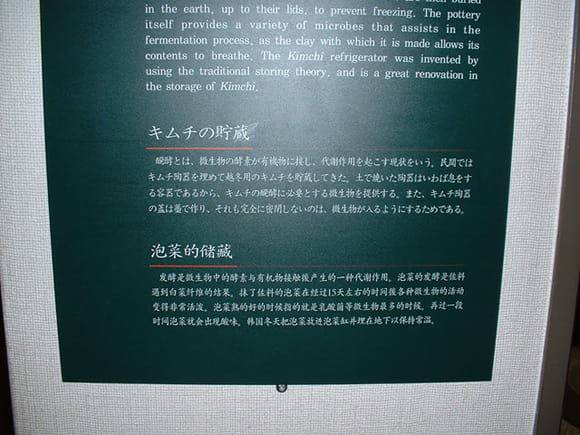 in the earth, up to their lids, to prevent freezing. The pottery
itself provides a variety of microbes that assists in the
fermentation process, as the clay with which it is made allows its
contents to breathe. The Kimchi refrigerator was invented by
using the traditional storing theory, and is a great renovation in
the storage of Kimchi.
キムチの貯蔵
醗酵とは、微生物の酵素が有機物に接し、代謝作用を起こす現状をいう。民間では
キムチ陶器を埋めて越冬用のキムチを貯蔵してきた。土で焼いた陶器はいわば息をす
る容器であるから、キムチの醗酵に必要とする微生物を提供する。また、キムチ陶器
の蓋は墨で作り、それも完全に密閉しないのは、微生物が入るようにするためである。
泡菜的储藏
发酵是微生物中的酵素与有机物接触後产生的一种代谢作用。泡菜的发酵是佐料
遇到白菜纤维的结果。抹了佐料的泡菜在经过15天左右的时间後各种微生物的活动
变得非常活泼。泡菜熟的好的时候指的就是乳酸菌等微生物最多的时候。再过一段
时间泡菜就会出现酸味。韩国冬天把泡菜放进泡菜缸并埋在地下以保持常温。